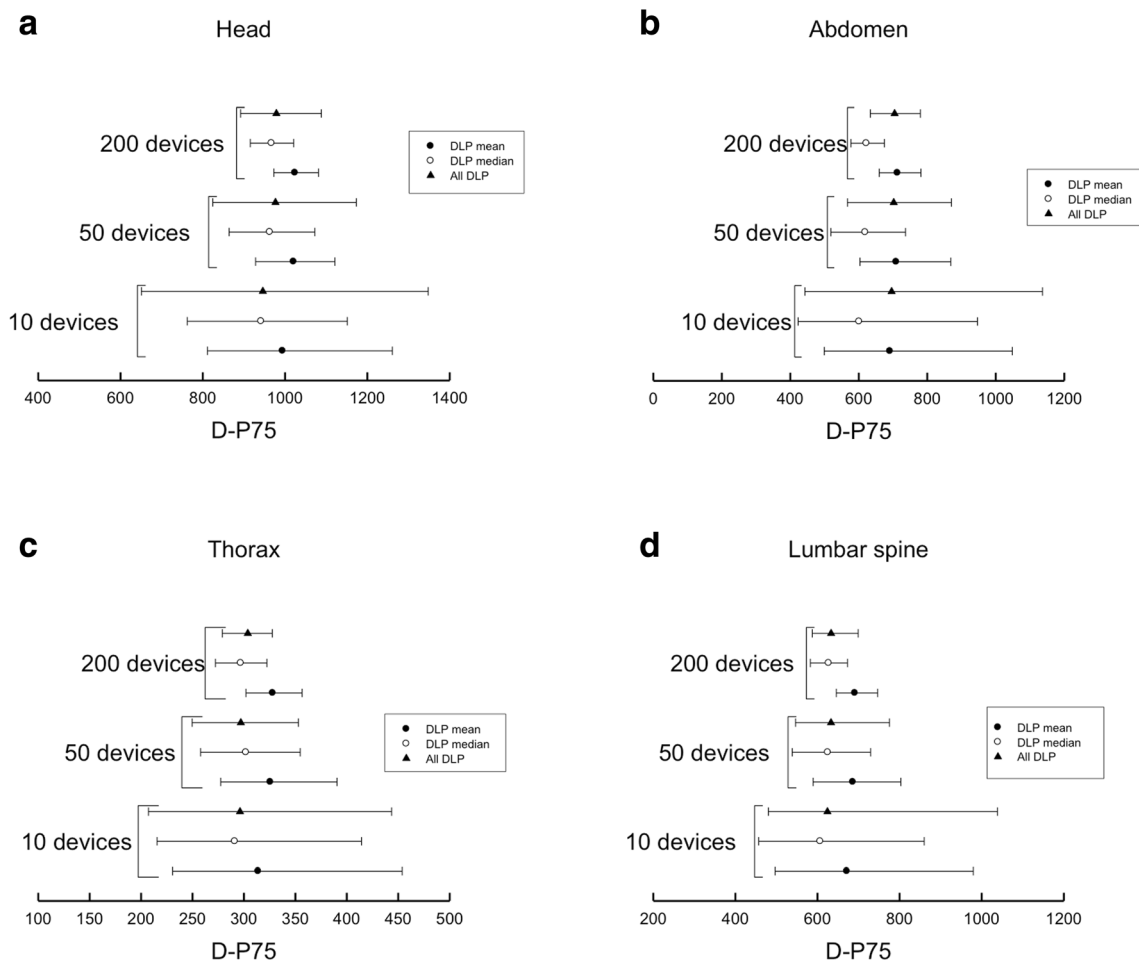 a
Head
200 devices
50 devices
10 devices
DLP mean
DLP median
All DLP
400 600 800 1000 1200 1400
D-P75
b
Abdomen
200 devices
50 devices
10 devices
DLP mean
DLP median
All DLP
0 200 400 600 800 1000 1200
D-P75
c
Thorax
200 devices
50 devices
10 devices
DLP mean
DLP median
All DLP
100 150 200 250 300 350 400 450 500
D-P75
d
Lumbar spine
200 devices
50 devices
10 devices
DLP mean
DLP median
All DLP
200 400 600 800 1000 1200
D-P75